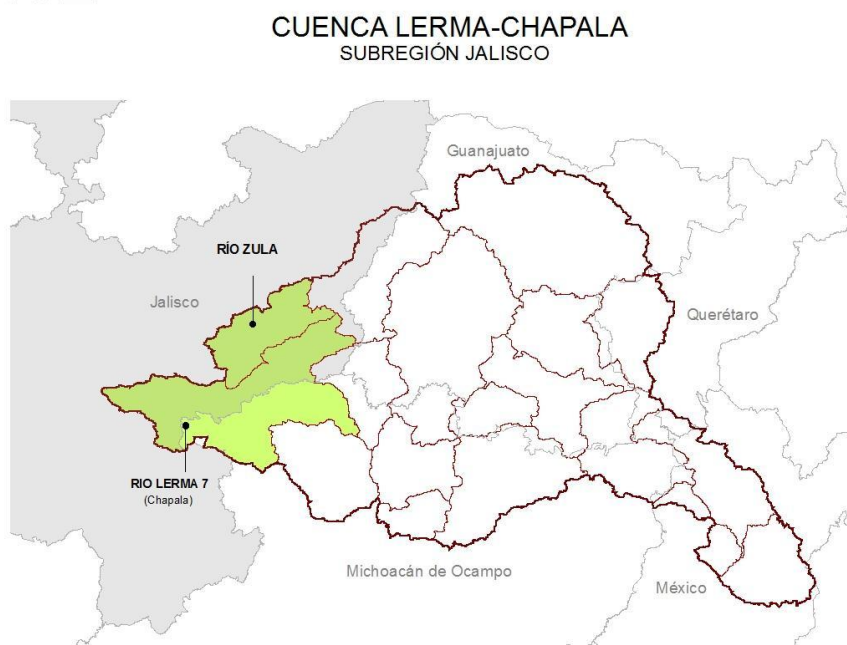 CUENCA LERMA-CHAPALA
SUBREGIÓN JALISCO
Guanajuato
RÍO ZULA
Jalisco
Querétaro
RIO LERMA 7
(Chapala)
Michoacán de Ocampo
México